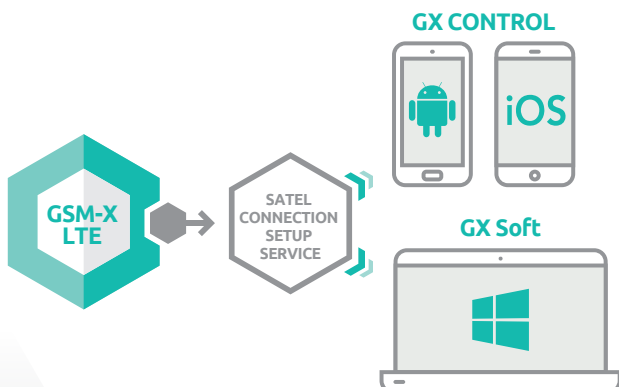 GX CONTROL
iOS
GSM-X
LTE
SATEL
CONNECTION
SETUP
SERVICE
GX Soft